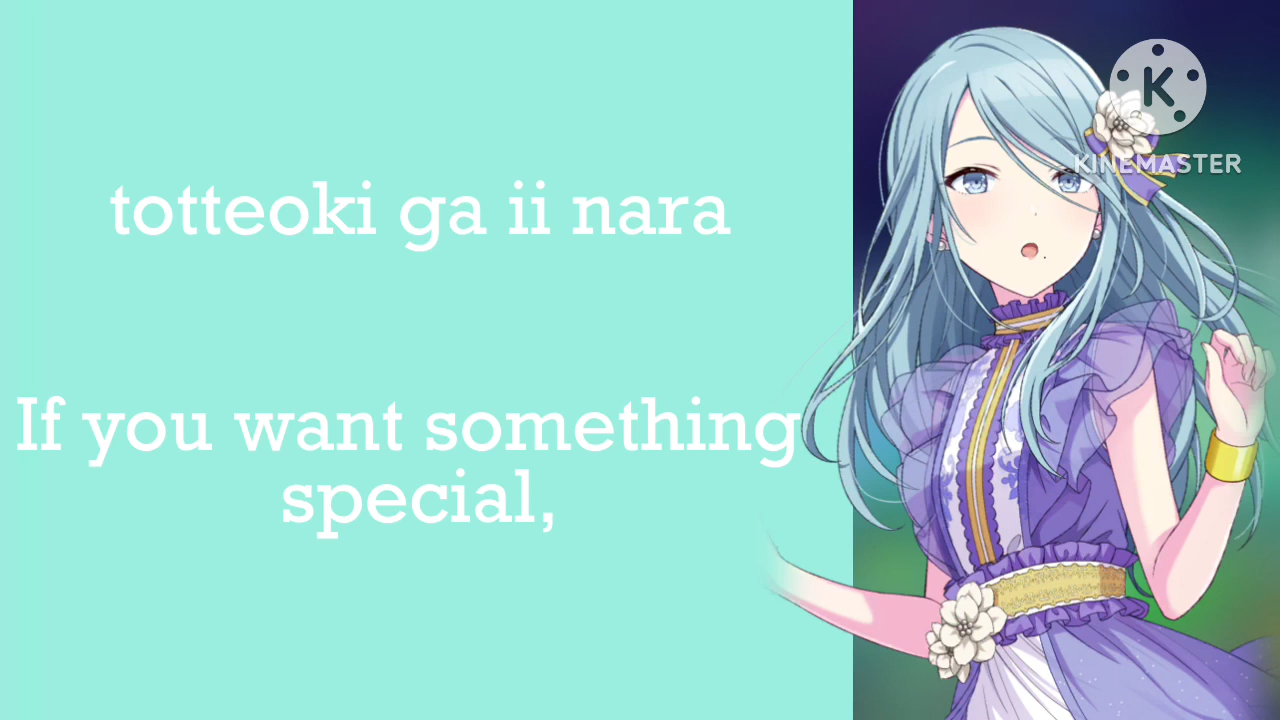 totteoki ga ii nara
If you want something
special,
K
KINEMASTER